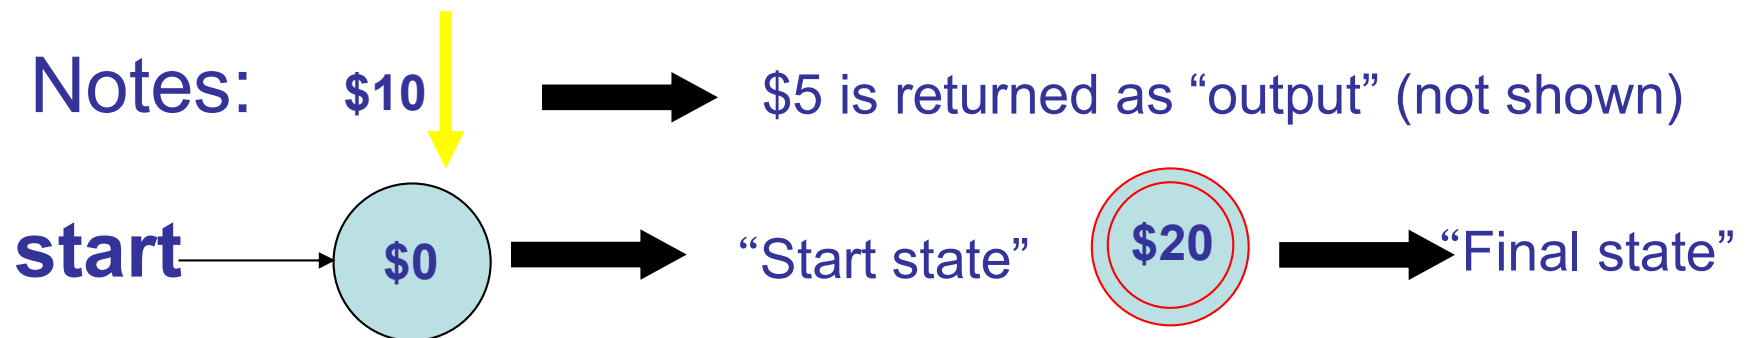 Notes: $10 $5 is returned as “output” (not shown)
start $0 “Start state” $20 “Final state”